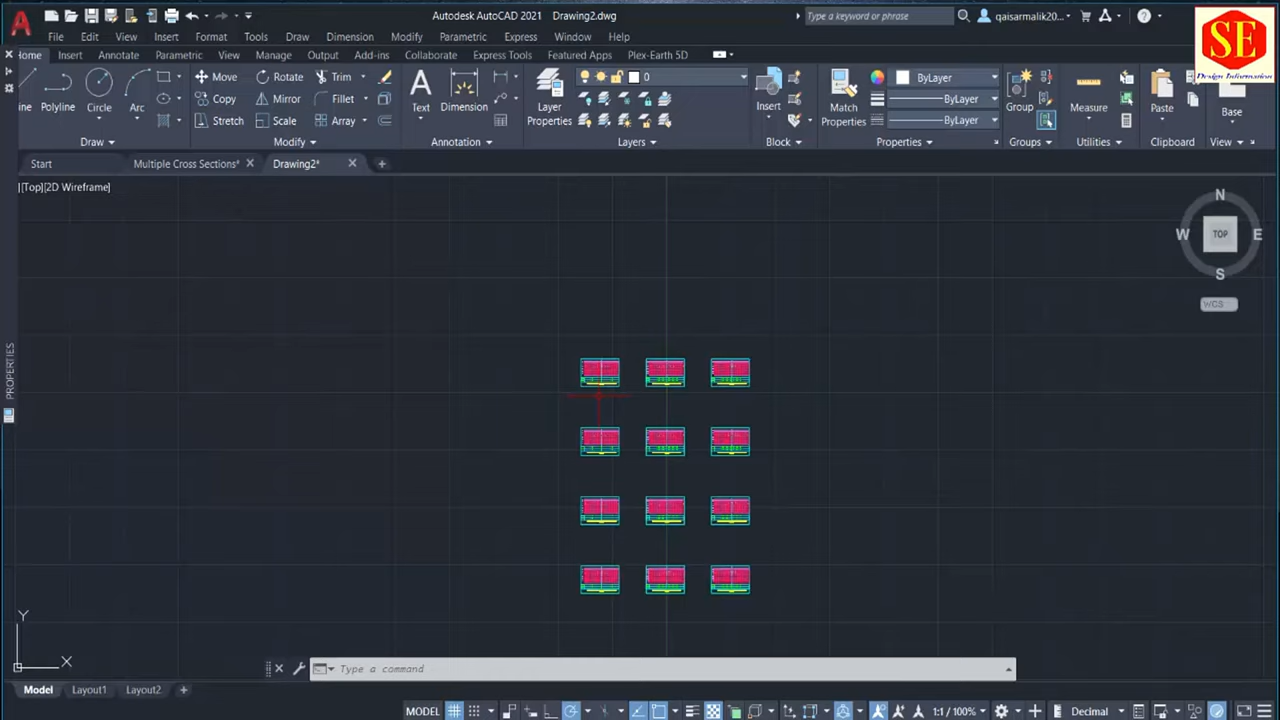 Autodesk AutoCAD 2021 Drawing2.dwg
Type a keyword or phrase
qaisarmalik20...
SE
Design Information
File Edit View Insert Format Tools Draw Dimension Modify Parametric Express Window Help
Home Insert Annotate Parametric View Manage Output Add-ins Collaborate Express Tools Featured Apps Plex-Earth 5D
Polyline Circle Arc
Move Rotate Trim
Copy Mirror Fillet
Stretch Scale Array
Text Dimension
Layer Properties
0
Insert
Match Properties
ByLayer
ByLayer
ByLayer
Group
Measure
Paste
Base
Draw Modify Annotation Layers Block Properties Groups Utilities Clipboard View
Start Multiple Cross Sections* Drawing2*
[Top][2D Wireframe]
N
W TOP E
S
WCS
PROPERTIES
Y
X
Type a command
Model Layout1 Layout2
MODEL 1:1 / 100% Decimal